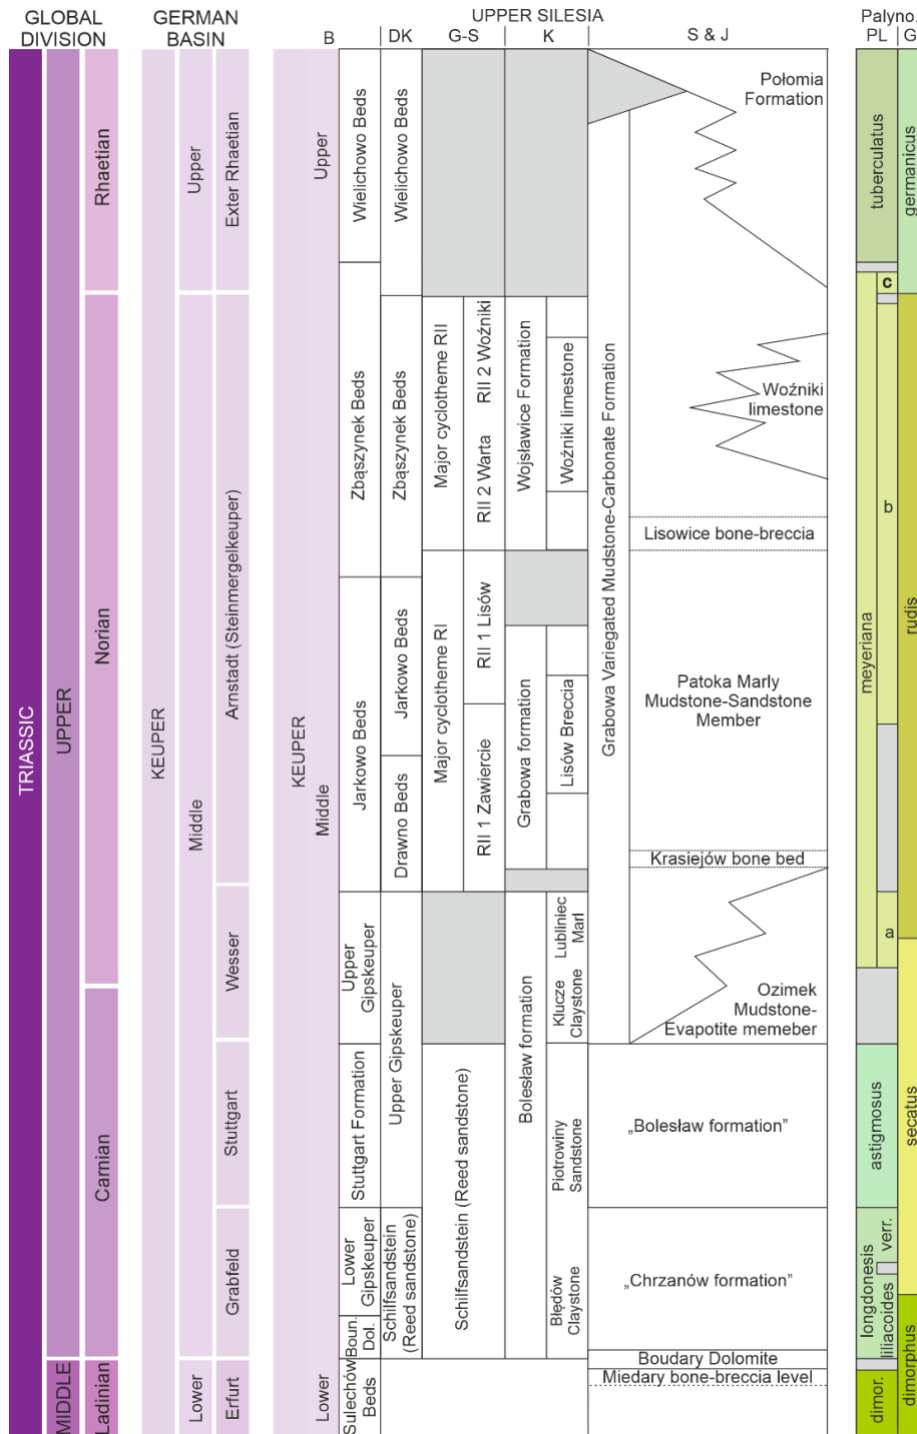 GLOBAL
DIVISION
GERMAN
BASIN
UPPER SILESIA
B
DK
G-S
K
S & J
Palyno.
PL
G
TRIASSIC
UPPER
MIDDLE
Rhaetian
Norian
Carnian
Ladinian
KEUPER
Upper
Middle
Lower
Exter Rhaetian
Arnstadt (Steinmergelkeuper)
Wesser
Stuttgart
Grabfeld
Erfurt
KEUPER
Upper
Middle
Lower
Wielichowo Beds
Zbąszynek Beds
Jarkowo Beds
Upper
Gipskeuper
Stuttgart Formation
Lower
Gipskeuper
Boun.
Dol.
Sulechów
Beds
Wielichowo Beds
Zbąszynek Beds
Jarkowo Beds
Drawno Beds
Upper Gipskeuper
Schilfsandstein
(Reed sandstone)
Major cyclotheme RII
Major cyclotheme RI
RII 2 Woźniki
RII 2 Warta
RII 1 Lisów
RII 1 Zawiercie
Schilfsandstein (Reed sandstone)
Wojsławice Formation
Grabowa formation
Bolesław formation
Woźniki limestone
Lisów Breccia
Lubliniec
Marl
Klucze
Claystone
Piotrowiny
Sandstone
Błędów
Claystone
Grabowa Variegated Mudstone-Carbonate Formation
Połomia
Formation
Woźniki
limestone
Lisowice bone-breccia
Patoka Marly
Mudstone-Sandstone
Member
Krasiejów bone bed
Ozimek
Mudstone-
Evapotite memeber
„Bolesław formation”
„Chrzanów formation”
Boudary Dolomite
Miedary bone-breccia level
tuberculatus
meyeriana
c
b
a
astigmosus
longdonesis
verr.
liliacoides
dimor.
germanicus
rudis
secatus
dimorphus